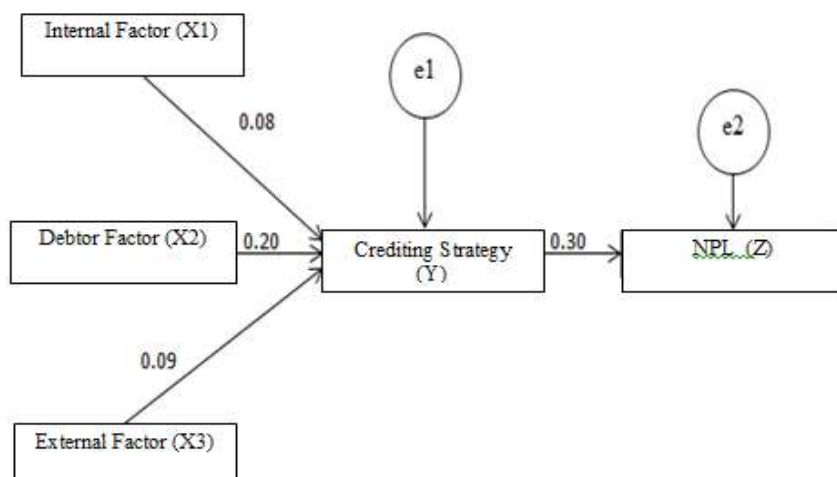 Internal Factor (X1)
e1
e2
0.08
Debtor Factor (X2)
0.20
Crediting Strategy
(Y)
0.30
NPL (Z)
0.09
External Factor (X3)